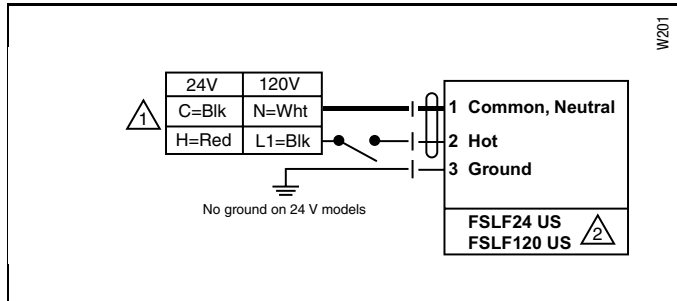 W201
24V 120V
C=Blk N=Wht
H=Red L1=Blk
1
1 Common, Neutral
2 Hot
3 Ground
No ground on 24 V models
FSLF24 US
FSLF120 US
2